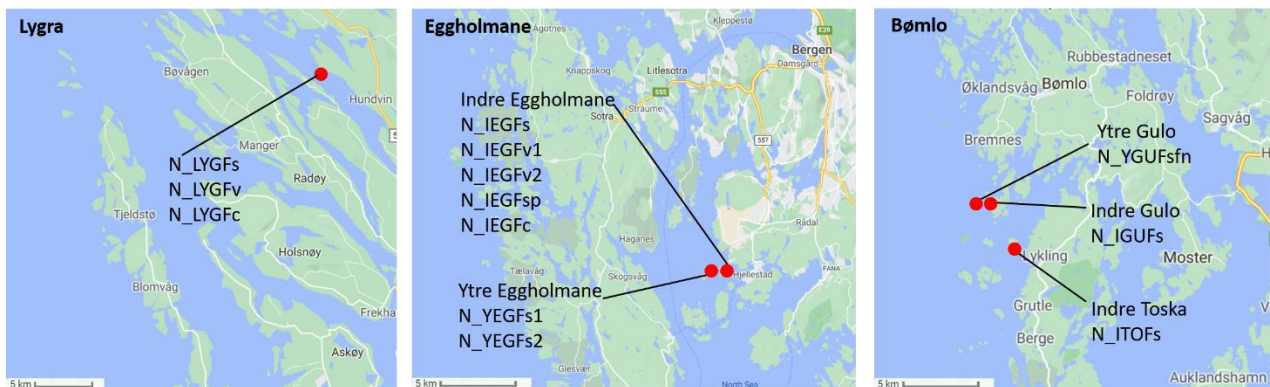 Lygra
Bøvågen
Hundvin
5
Manger
N_LYGFs
N_LYGFv
N_LYGFc
Radøy
Tjeldstø
Holsnøy
Blomvåg
Frekha
Askøy
5 km
Eggholmane
Ågotnes
Kleppestø
E39
Bergen
Damsgård
Knappskog
Litlesotra
555
Straume
Sotra
557
Indre Eggholmane
N_IEGFs
N_IEGFv1
N_IEGFv2
N_IEGFsp
N_IEGFc
Rådal
Haganes
FANA
Tælavåg
Skogsvåg
Hjellestad
Ytre Eggholmane
N_YEGFs1
N_YEGFs2
Glesvær
5 km
North Sea
Bømlo
Rubbestadneset
Øklandsvåg
Bømlo
Foldrøy
Sagvåg
Bremnes
Ytre Gulo
N_YGUFsfn
Indre Gulo
N_IGUFs
Lykling
Moster
Indre Toska
N_ITOFs
Grutle
Berge
V
Auklandshamn
5 km